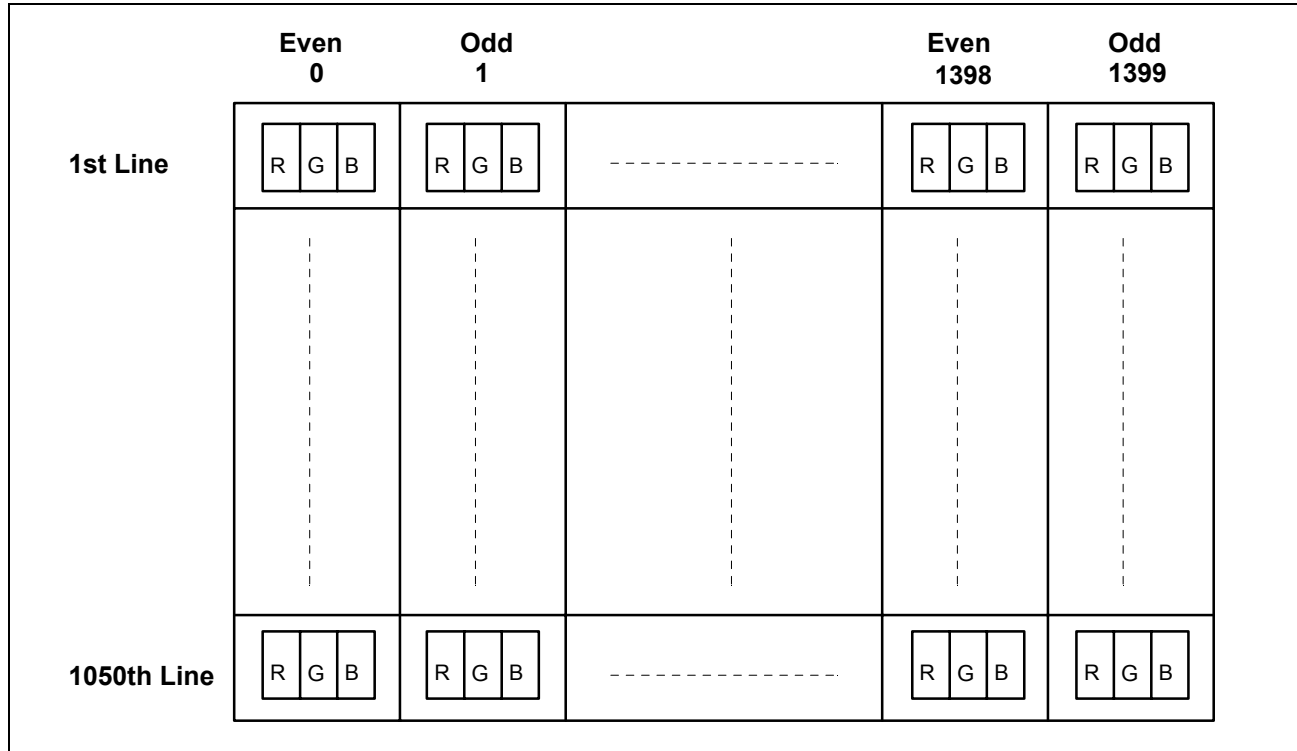 Even Odd Even Odd
0 1 1398 1399
1st Line R G B R G B R G B R G B
1050th Line R G B R G B R G B R G B